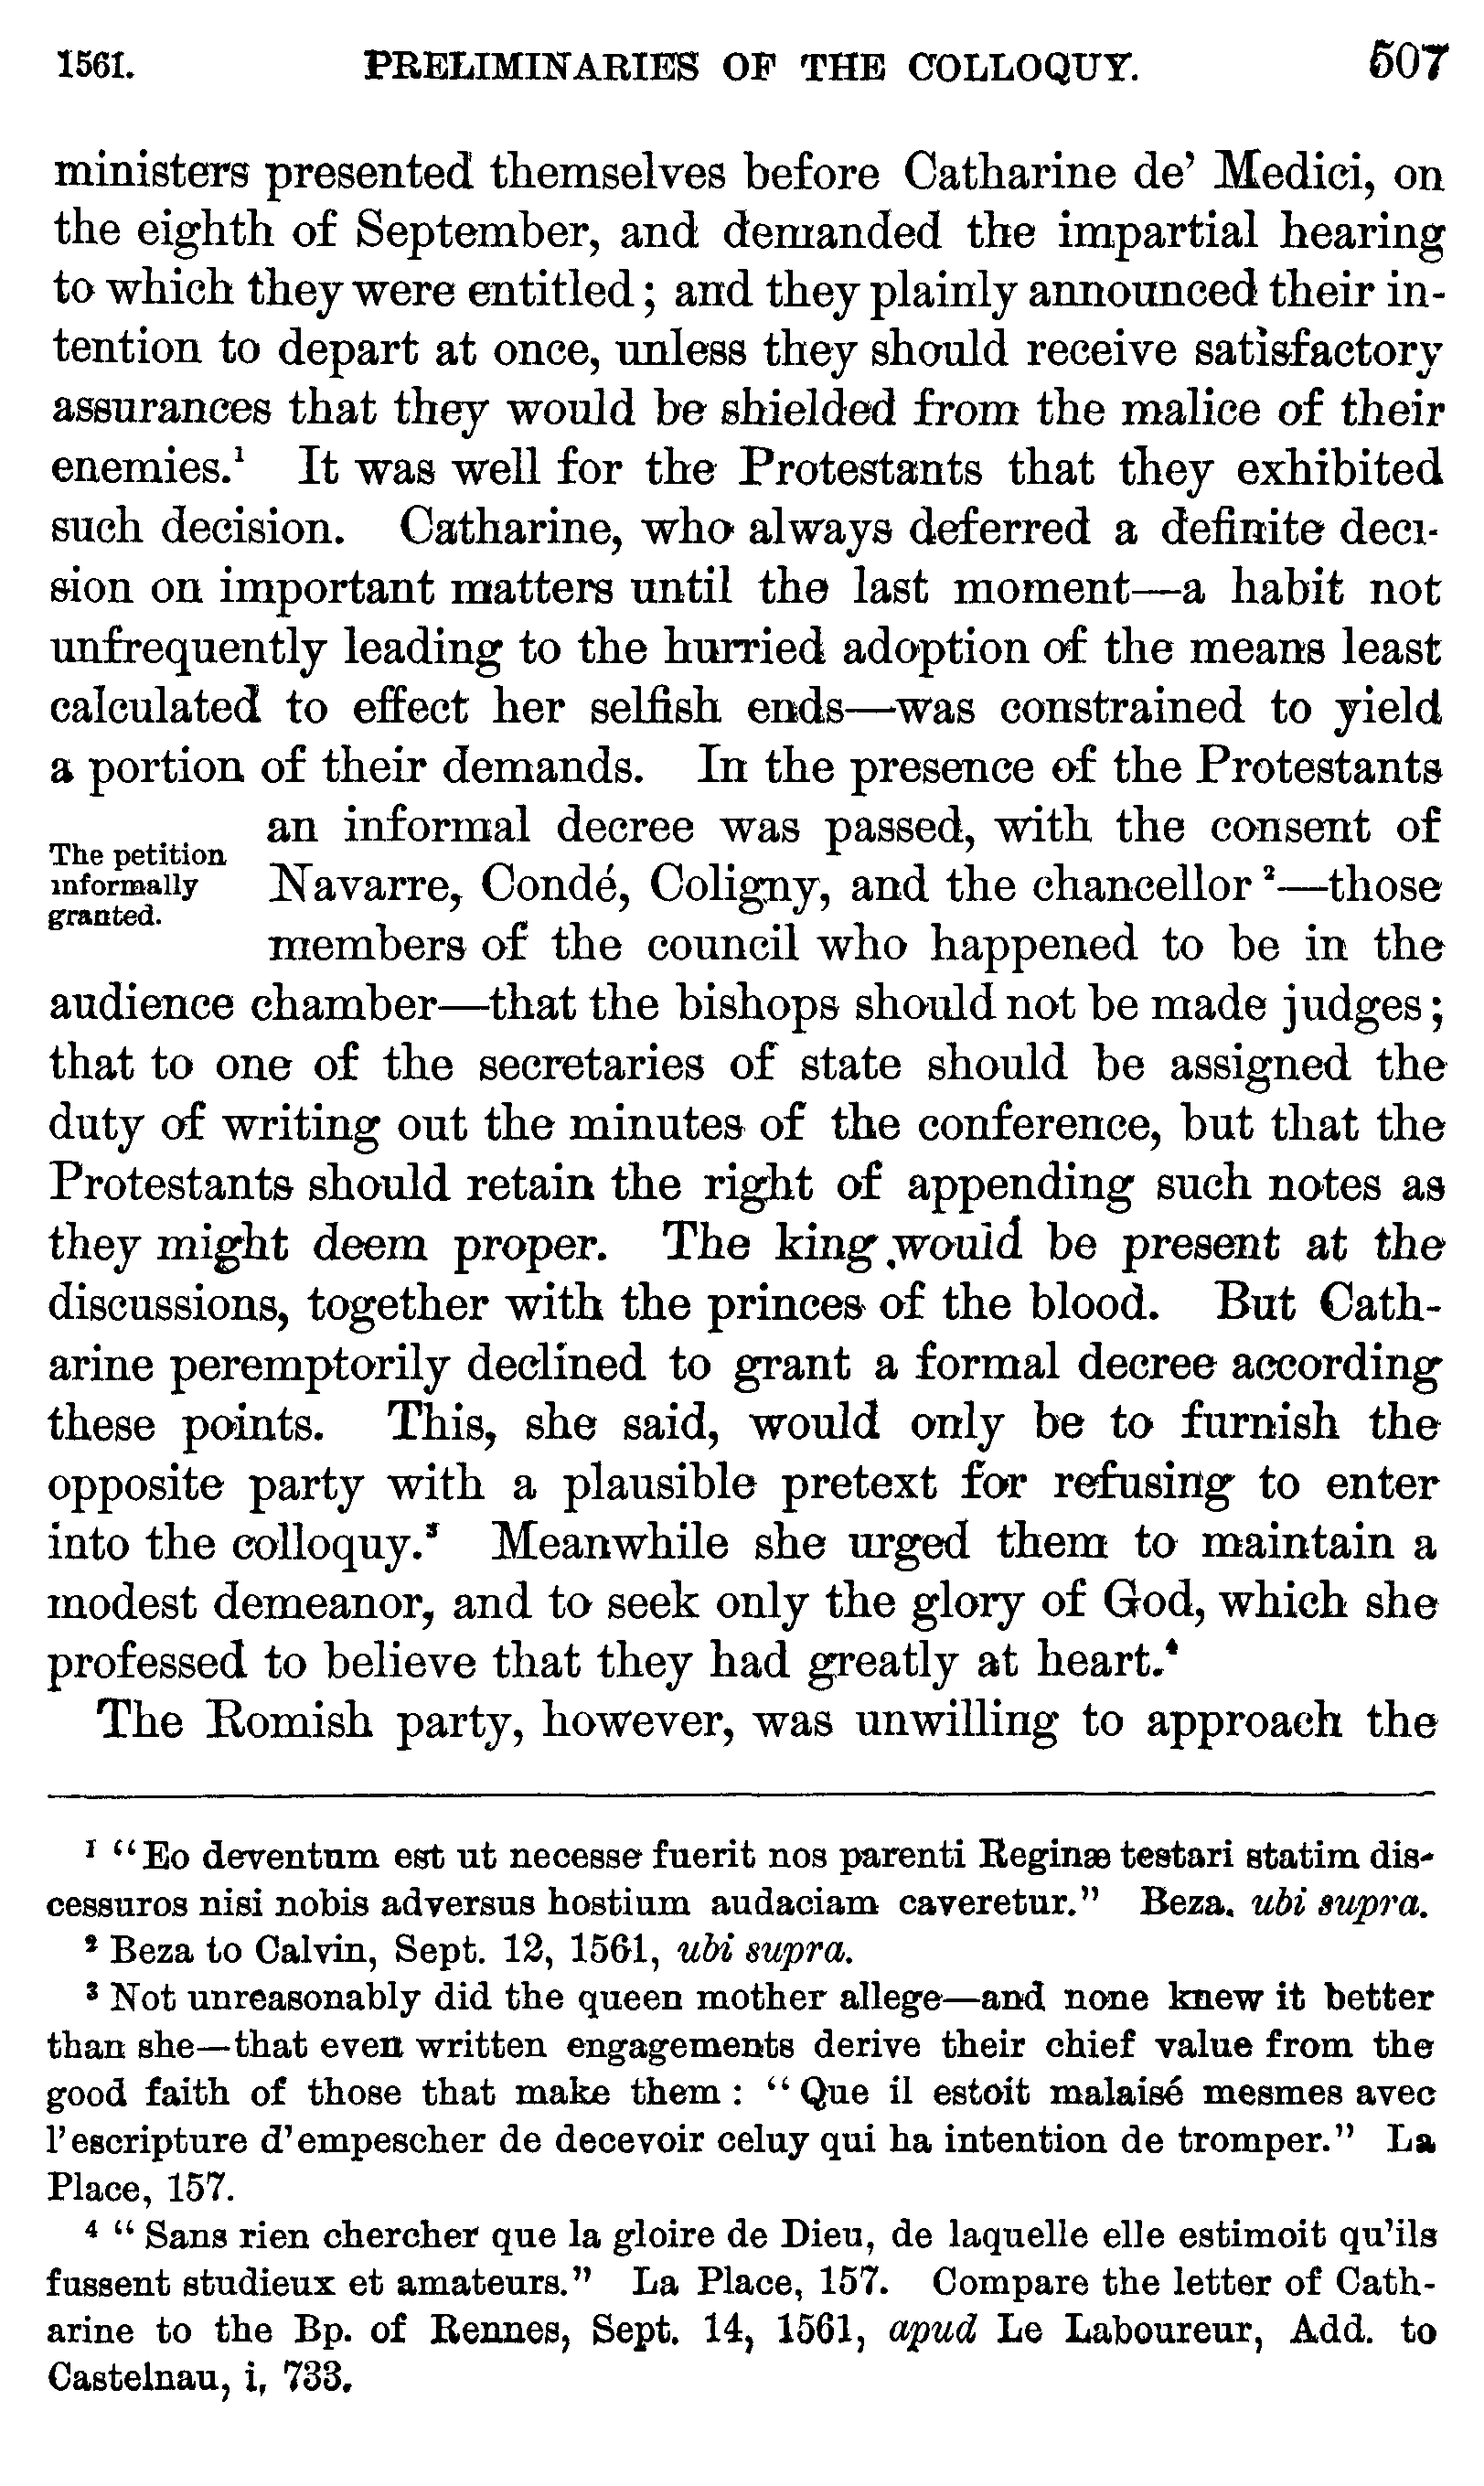 1561. PRELIMINARIES OF THE COLLOQUY. 507
ministers presented themselves before Catharine de’ Medici, on
the eighth of September, and demanded the impartial hearing
to which they were entitled; and they plainly announced their in-
tention to depart at once, unless they should receive satisfactory
assurances that they would be shielded from the malice of their
enemies.¹ It was well for the Protestants that they exhibited
such decision. Catharine, who always deferred a definite deci-
sion on important matters until the last moment—a habit not
unfrequently leading to the hurried adoption of the means least
calculated to effect her selfish ends—was constrained to yield
a portion of their demands. In the presence of the Protestants
The petition
informally
granted.
an informal decree was passed, with the consent of
Navarre, Condé, Coligny, and the chancellor ²—those
members of the council who happened to be in the
audience chamber—that the bishops should not be made judges;
that to one of the secretaries of state should be assigned the
duty of writing out the minutes of the conference, but that the
Protestants should retain the right of appending such notes as
they might deem proper. The king would be present at the
discussions, together with the princes of the blood. But Cath-
arine peremptorily declined to grant a formal decree according
these points. This, she said, would only be to furnish the
opposite party with a plausible pretext for refusing to enter
into the colloquy.³ Meanwhile she urged them to maintain a
modest demeanor, and to seek only the glory of God, which she
professed to believe that they had greatly at heart.⁴
The Romish party, however, was unwilling to approach the
¹ “Eo deventum est ut necesse fuerit nos parenti Reginæ testari statim dis-
cessuros nisi nobis adversus hostium audaciam caveretur.” Beza. ubi supra.
² Beza to Calvin, Sept. 12, 1561, ubi supra.
³ Not unreasonably did the queen mother allege—and none knew it better
than she—that even written engagements derive their chief value from the
good faith of those that make them: “Que il estoit malaisé mesmes avec
l’escripture d’empescher de decevoir celuy qui ha intention de tromper.” La
Place, 157.
⁴ “Sans rien chercher que la gloire de Dieu, de laquelle elle estimoit qu’ils
fussent studieux et amateurs.” La Place, 157. Compare the letter of Cath-
arine to the Bp. of Rennes, Sept. 14, 1561, apud Le Laboureur, Add. to
Castelnau, i, 733.